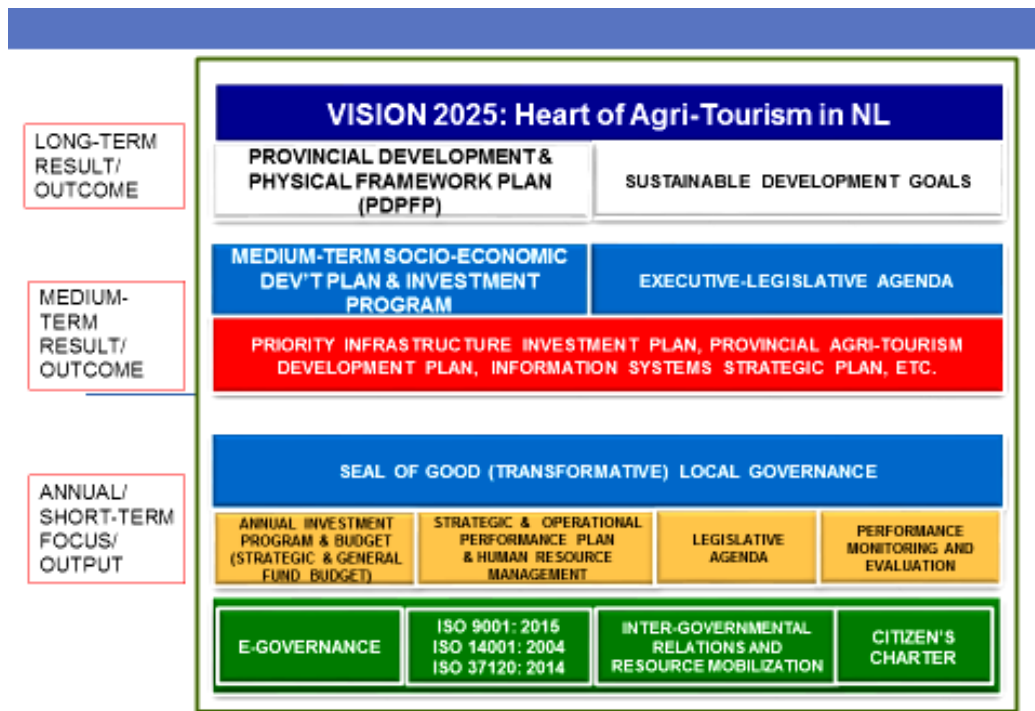 VISION 2025: Heart of Agri-Tourism in NL
LONG-TERM
RESULT/
OUTCOME
PROVINCIAL DEVELOPMENT &
PHYSICAL FRAMEWORK PLAN
(PDPFP)
SUSTAINABLE DEVELOPMENT GOALS
MEDIUM-
TERM
RESULT/
OUTCOME
MEDIUM-TERM SOCIO-ECONOMIC
DEV'T PLAN & INVESTMENT
PROGRAM
EXECUTIVE-LEGISLATIVE AGENDA
PRIORITY INFRASTRUCTURE INVESTMENT PLAN, PROVINCIAL AGRI-TOURISM
DEVELOPMENT PLAN, INFORMATION SYSTEMS STRATEGIC PLAN, ETC.
ANNUAL/
SHORT-TERM
FOCUS/
OUTPUT
SEAL OF GOOD (TRANSFORMATIVE) LOCAL GOVERNANCE
ANNUAL INVESTMENT
PROGRAM & BUDGET
(STRATEGIC & GENERAL
FUND BUDGET)
STRATEGIC & OPERATIONAL
PERFORMANCE PLAN
& HUMAN RESOURCE
MANAGEMENT
LEGISLATIVE
AGENDA
PERFORMANCE
MONITORING AND
EVALUATION
E-GOVERNANCE
ISO 9001: 2015
ISO 14001: 2004
ISO 37120: 2014
INTER-GOVERNMENTAL
RELATIONS AND
RESOURCE MOBILIZATION
CITIZEN'S
CHARTER